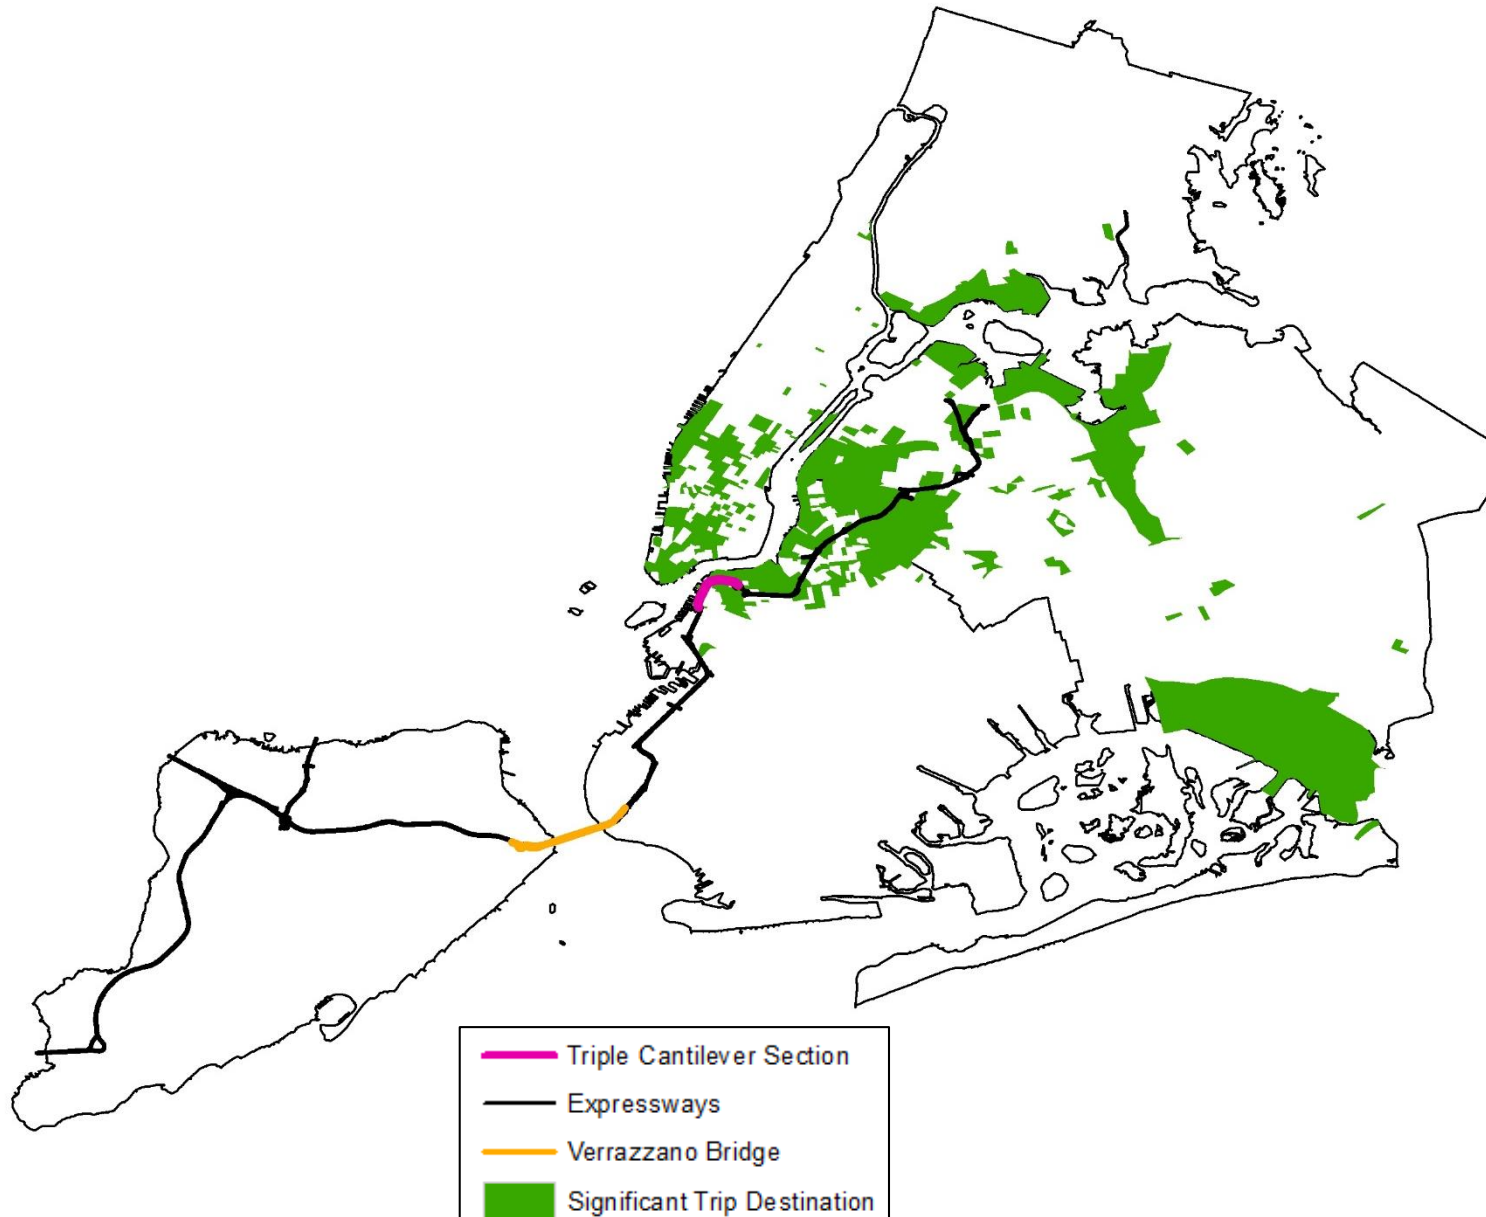 Triple Cantilever Section
Expressways
Verrazzano Bridge
Significant Trip Destination